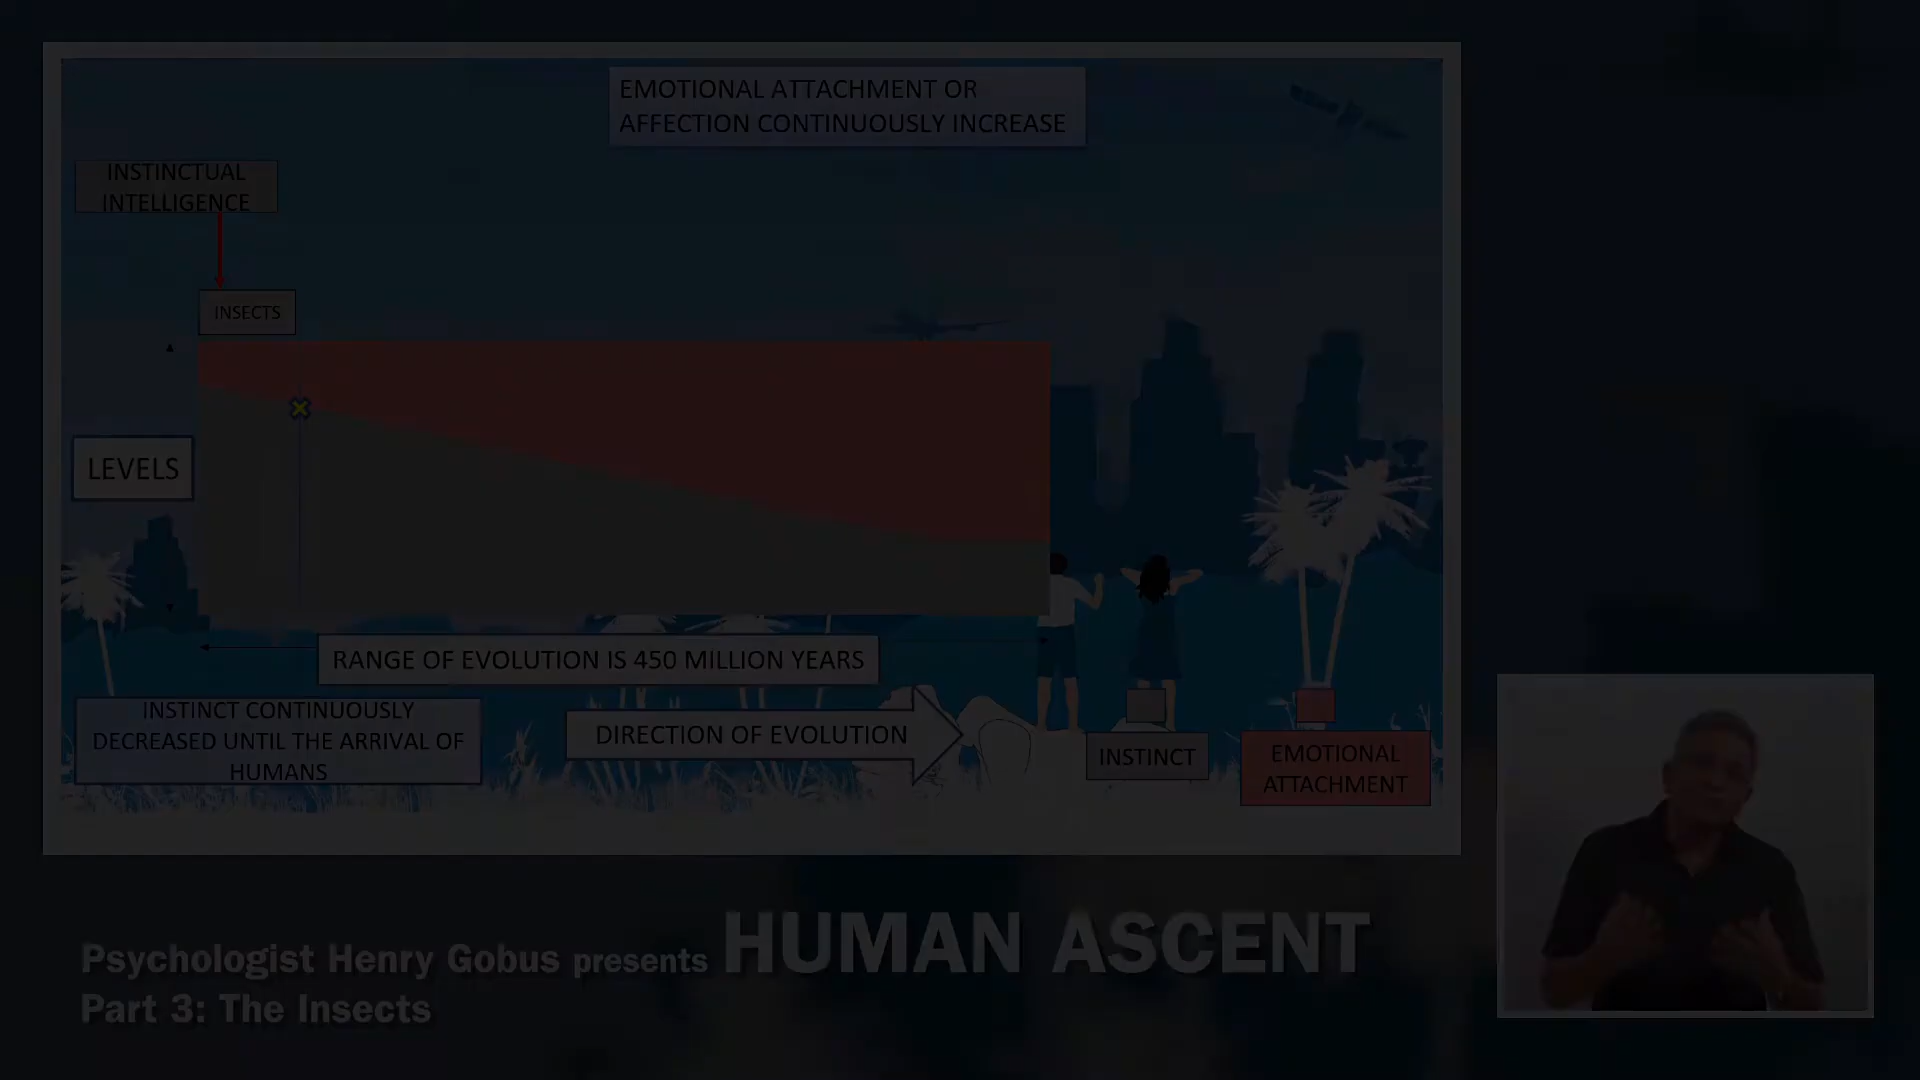 EMOTIONAL ATTACHMENT OR
AFFECTION CONTINUOUSLY INCREASE
INSTINCTUAL
INTELLIGENCE
INSECTS
LEVELS
RANGE OF EVOLUTION IS 450 MILLION YEARS
INSTINCT CONTINUOUSLY
DECREASED UNTIL THE ARRIVAL OF
HUMANS
DIRECTION OF EVOLUTION
INSTINCT
EMOTIONAL
ATTACHMENT
Psychologist Henry Gobus presents HUMAN ASCENT
Part 3: The Insects